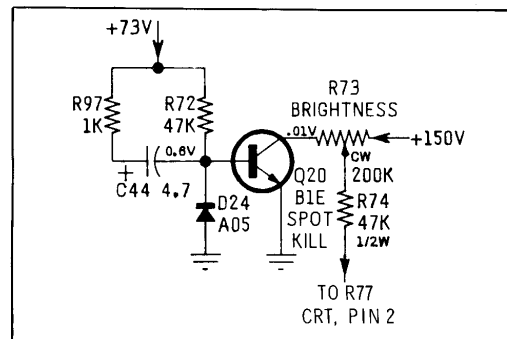 +73V
R97
1K
R72
47K
R73
BRIGHTNESS
.01V
+150V
CW
200K
+
C44 4.7
0.6V
D24
A05
Q20
B1E
SPOT
KILL
R74
47K
1/2W
TO R77
CRT, PIN 2